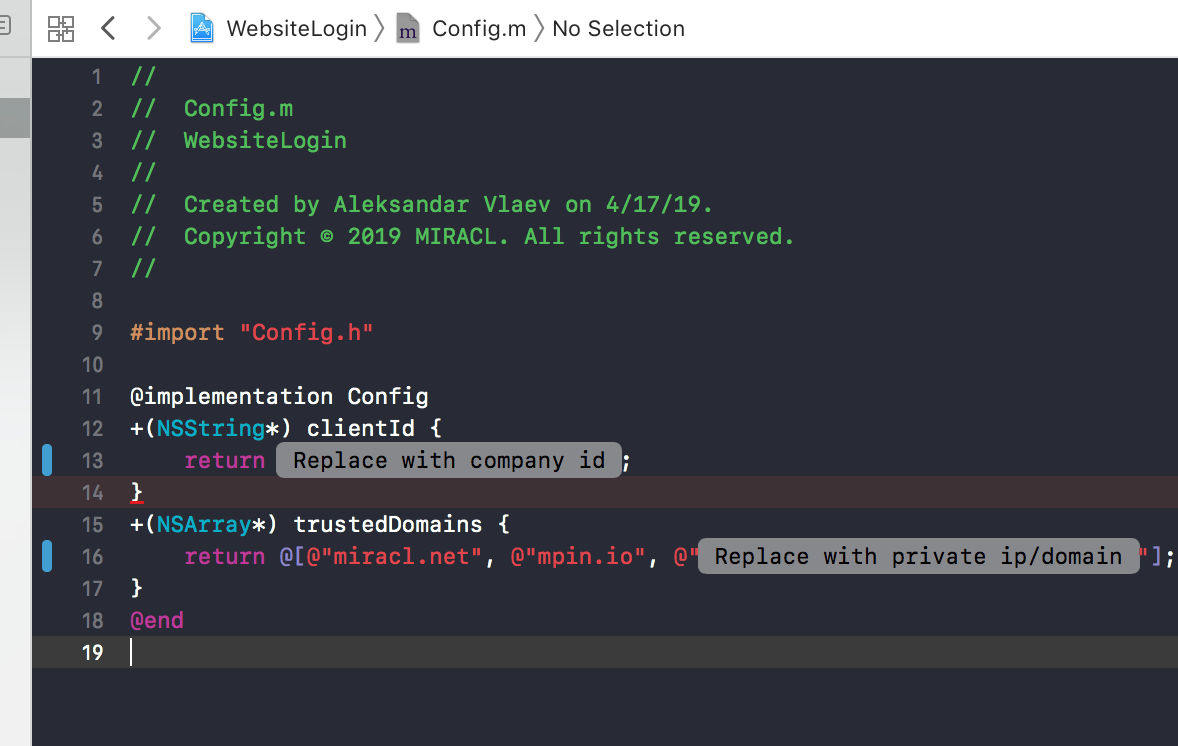 WebsiteLogin 〉 m Config.m 〉 No Selection
1 //
2 //  Config.m
3 //  WebsiteLogin
4 //
5 //  Created by Aleksandar Vlaev on 4/17/19.
6 //  Copyright © 2019 MIRACL. All rights reserved.
7 //
8
9 #import "Config.h"
10
11 @implementation Config
12 +(NSString*) clientId {
13     return Replace with company id ;
14 }
15 +(NSArray*) trustedDomains {
16     return @[@"miracl.net", @"mpin.io", @" Replace with private ip/domain "];
17 }
18 @end
19